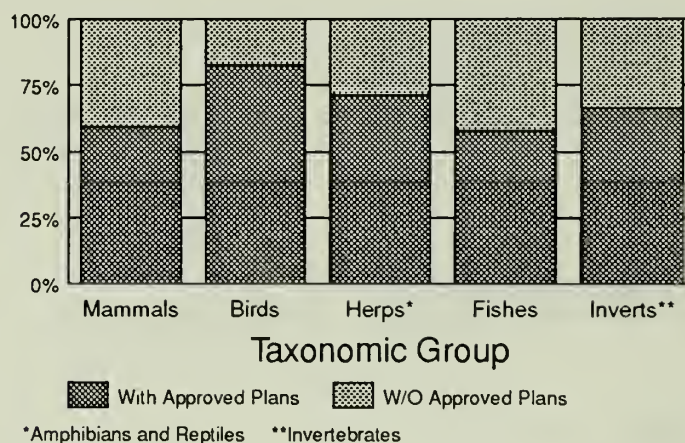 100%
75%
50%
25%
0%
Mammals Birds Herps* Fishes Inverts**
Taxonomic Group
With Approved Plans W/O Approved Plans
*Amphibians and Reptiles **Invertebrates